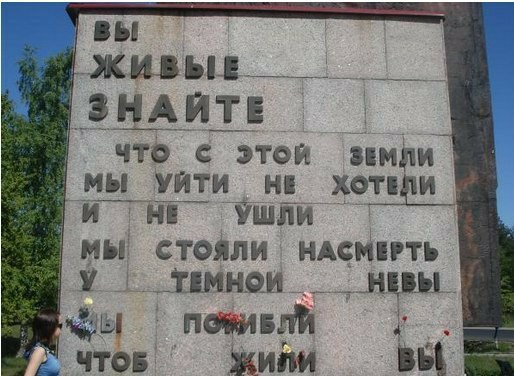 ВЫ
ЖИВЫЕ
ЗНАЙТЕ
ЧТО С ЭТОЙ ЗЕМЛИ
МЫ УЙТИ НЕ ХОТЕЛИ
И НЕ УШЛИ
МЫ СТОЯЛИ НАСМЕРТЬ
У ТЕМНОЙ НЕВЫ
МЫ ПОГИБЛИ
ЧТОБ ЖИЛИ ВЫ